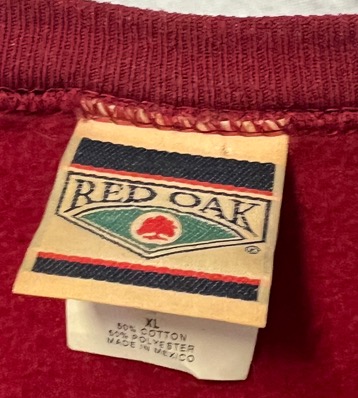 RED OAK
®
XL
50% COTTON
50% POLYESTER
MADE IN MEXICO